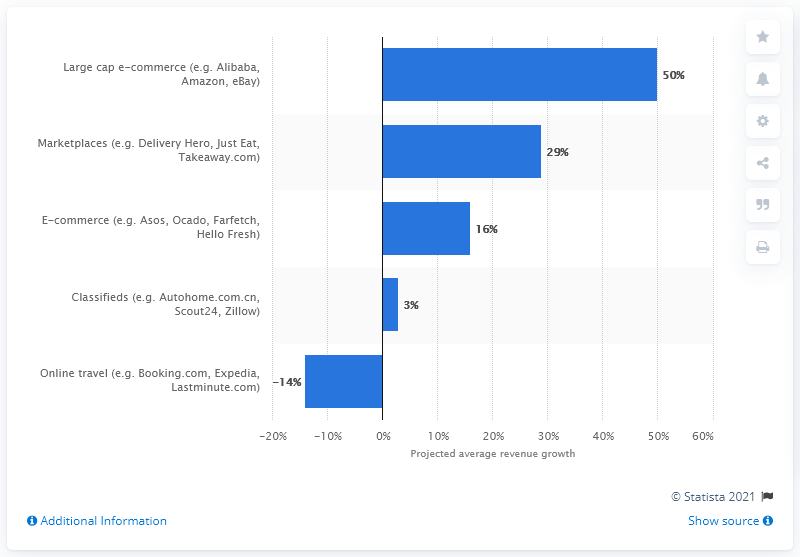 Large cap e-commerce (e.g. Alibaba,
Amazon, eBay)
50%
Marketplaces (e.g. Delivery Hero, Just Eat,
Takeaway.com)
29%
E-commerce (e.g. Asos, Ocado, Farfetch,
Hello Fresh)
16%
Classifieds (e.g. Autohome.com.cn,
Scout24, Zillow)
3%
Online travel (e.g. Booking.com, Expedia,
Lastminute.com)
-14%
-20% -10% 0% 10% 20% 30% 40% 50% 60%
Projected average revenue growth
© Statista 2021
Additional Information
Show source